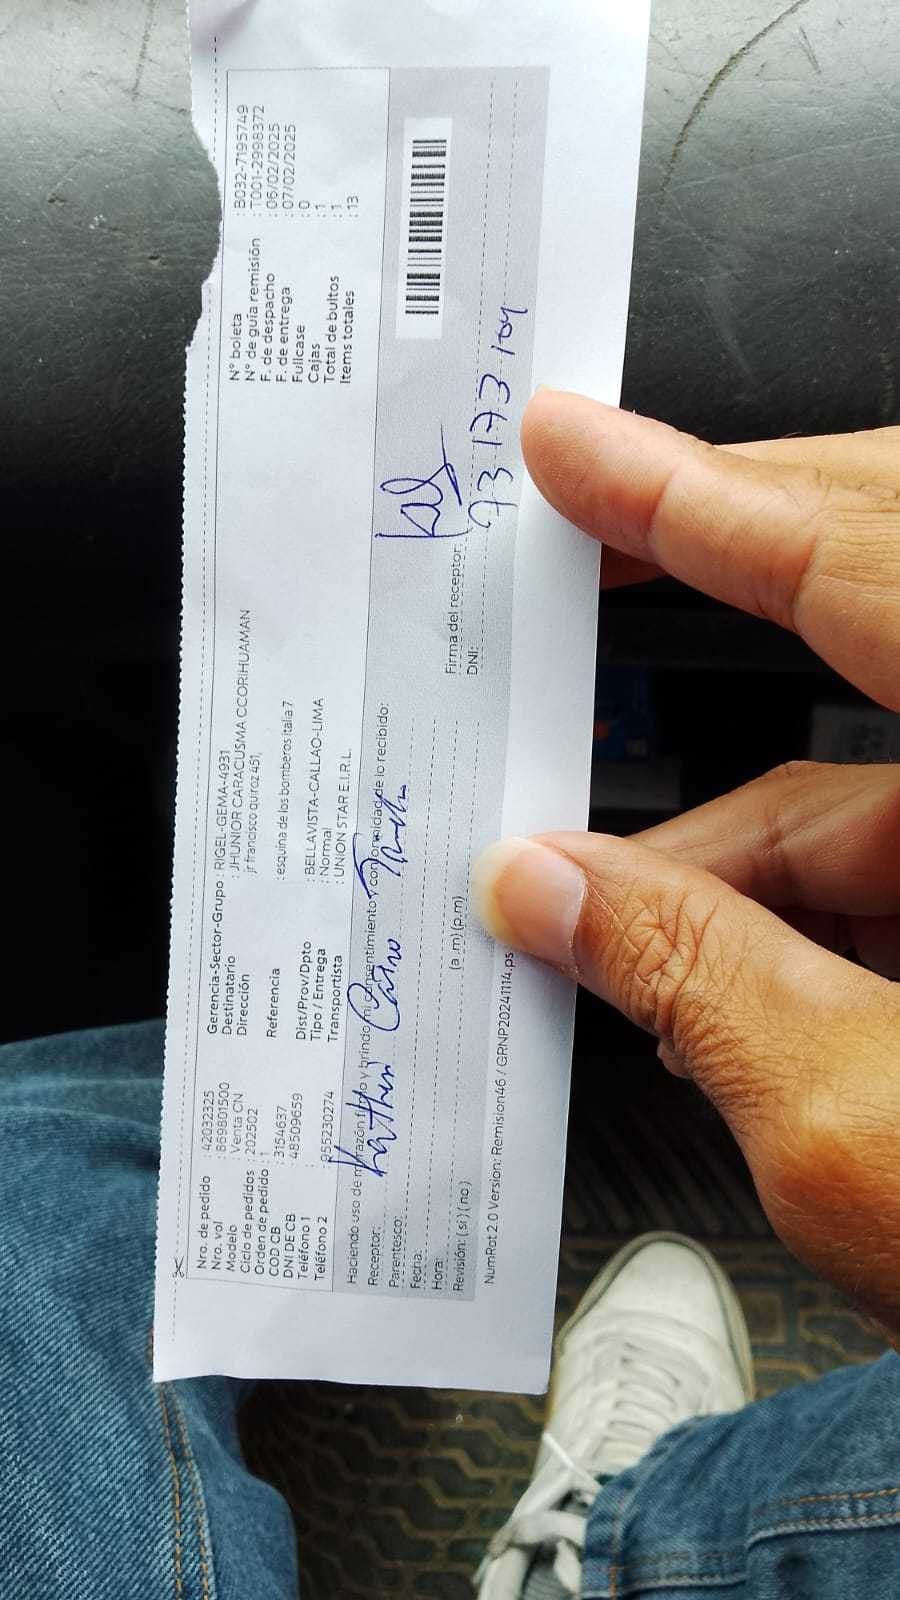 Nro. de pedido : 42032325
Nro. vol : 869801500
Modelo : Venta CN
Ciclo de pedidos : 202502
Orden de pedido : 1
COD CB : 3154637
DNI DE CB : 48509659
Teléfono 1 :
Teléfono 2 : 955230274
Gerencia-Sector-Grupo : RIGEL-GEMA-4931
Destinatario : JHUNIOR CARACUSMA CCORIHUAMAN
Dirección : jr francisco quiroz 451,
Referencia : esquina de los bomberos italia 7
Dist/Prov/Dpto : BELLAVISTA-CALLAO-LIMA
Tipo / Entrega : Normal
Transportista : UNION STAR E.I.R.L.
N° boleta : B032-7195749
N° de guía remisión : T001-2998372
F. de despacho : 06/02/2025
F. de entrega : 07/02/2025
Fullcase : 0
Cajas : 1
Total de bultos : 1
Items totales : 13
Haciendo uso de mi razón firmo y brindo mi consentimiento y conformidad de lo recibido:
Receptor: Katheri Castro
Parentesco:
Fecha:
Hora: (a.m) (p.m)
Revisión: ( si ) ( no )
Firma del receptor:
DNI: 73173104
NumRot 2.0 Version: Remision46 / GRNP20241114.ps